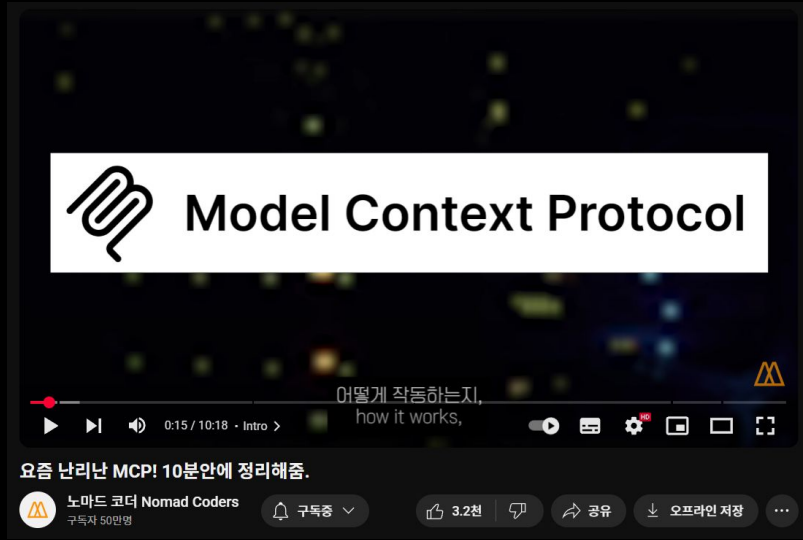 Model Context Protocol
어떻게 작동하는지,
how it works,
0:15 / 10:18 • Intro >
HD
요즘 난리난 MCP! 10분안에 정리해줌.
노마드 코더 Nomad Coders
구독자 50만명
구독중
3.2천
공유
오프라인 저장